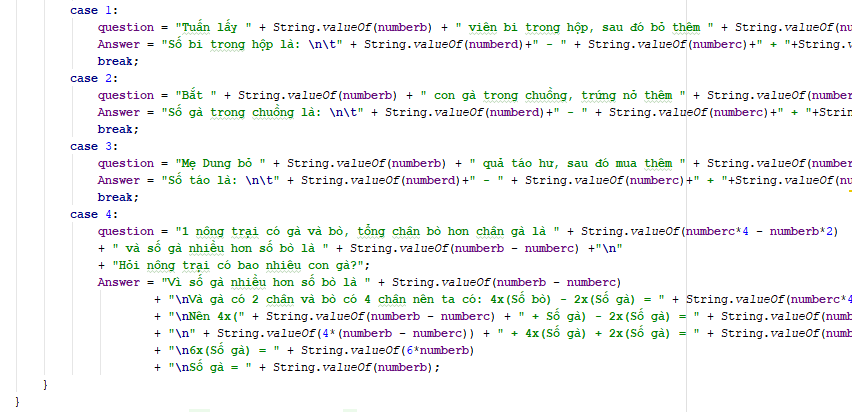 case 1:
question = "Tuấn lấy " + String.valueOf(numberb) + " viên bi trong hộp, sau đó bỏ thêm " + String.valueOf(nu
Answer = "Số bi trong hộp là: \n\t" + String.valueOf(numberd)+" - " + String.valueOf(numberc)+" + "+String.v
break;
case 2:
question = "Bắt " + String.valueOf(numberb) + " con gà trong chuồng, trứng nở thêm " + String.valueOf(numbe
Answer = "Số gà trong chuồng là: \n\t" + String.valueOf(numberd)+" - " + String.valueOf(numberc)+" + "+Strin
break;
case 3:
question = "Mẹ Dung bỏ " + String.valueOf(numberb) + " quả táo hư, sau đó mua thêm " + String.valueOf(number
Answer = "Số táo là: \n\t" + String.valueOf(numberd)+" - " + String.valueOf(numberc)+" + "+String.valueOf(nu
break;
case 4:
question = "1 nông trại có gà và bò, tổng chân bò hơn chân gà là " + String.valueOf(numberc*4 - numberb*2)
+ " và số gà nhiều hơn số bò là " + String.valueOf(numberb - numberc) +"\n"
+ "Hỏi nông trại có bao nhiêu con gà?";
Answer = "Vì số gà nhiều hơn số bò là " + String.valueOf(numberb - numberc)
+ "\nVà gà có 2 chân và bò có 4 chân nên ta có: 4x(Số bò) - 2x(Số gà) = " + String.valueOf(numberc*4
+ "\nNên 4x(" + String.valueOf(numberb - numberc) + " + Số gà) - 2x(Số gà) = " + String.valueOf(numb
+ "\n" + String.valueOf(4*(numberb - numberc)) + " + 4x(Số gà) + 2x(Số gà) = " + String.valueOf(numb
+ "\n6x(Số gà) = " + String.valueOf(6*numberb)
+ "\nSố gà = " + String.valueOf(numberb);
}
}